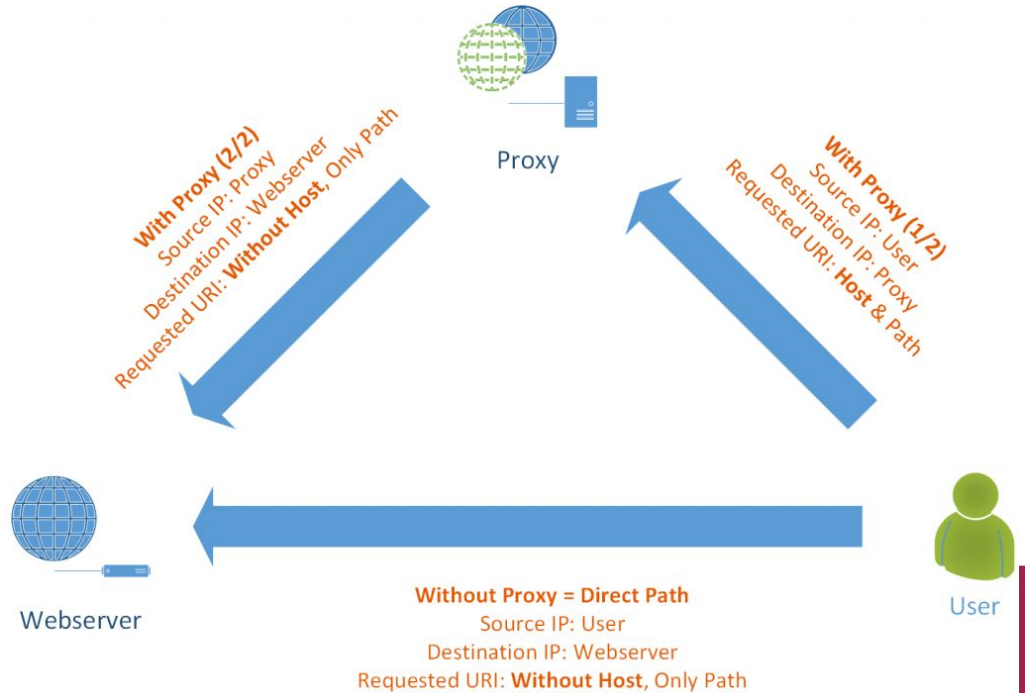 Proxy
With Proxy (2/2)
Source IP: Proxy
Destination IP: Webserver
Requested URI: Without Host, Only Path
With Proxy (1/2)
Source IP: User
Destination IP: Proxy
Requested URI: Host & Path
Webserver
User
Without Proxy = Direct Path
Source IP: User
Destination IP: Webserver
Requested URI: Without Host, Only Path